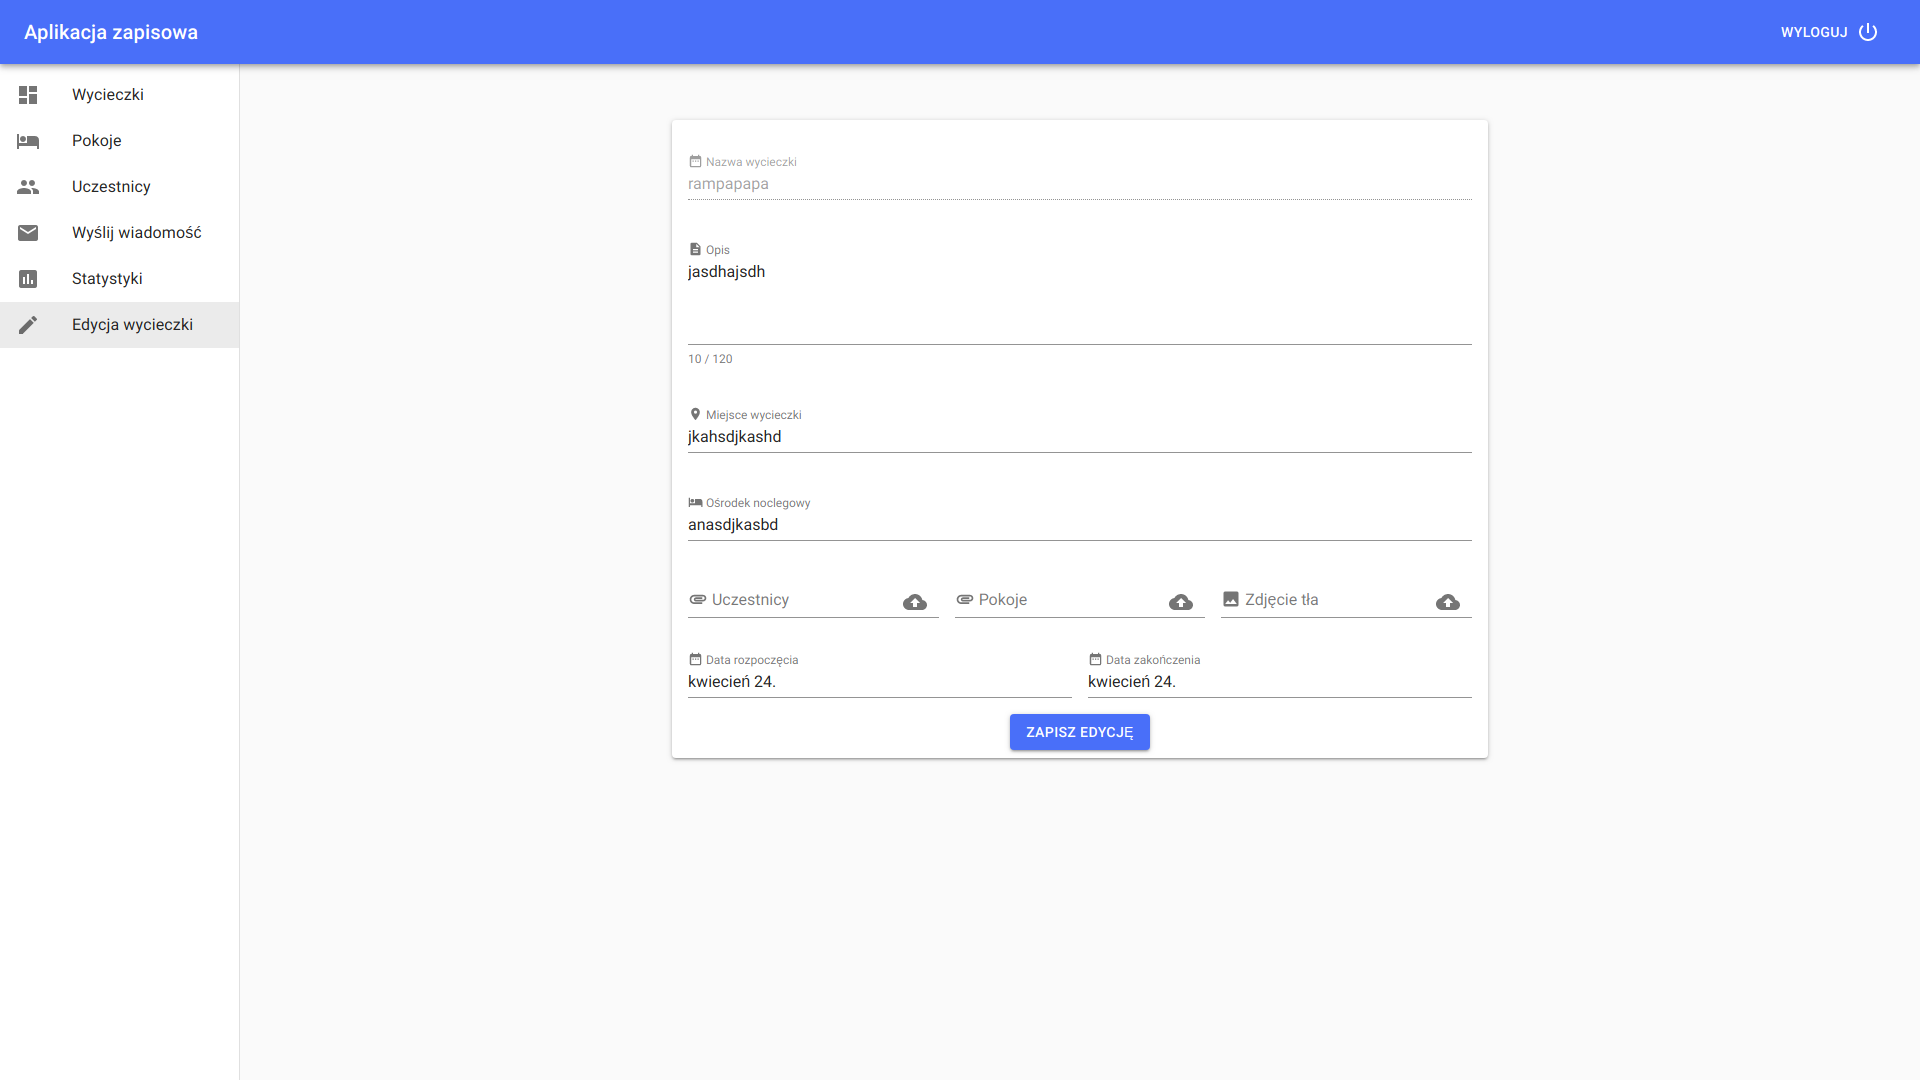 Aplikacja zapisowa
WYLOGUJ
Wycieczki
Pokoje
Uczestnicy
Wyślij wiadomość
Statystyki
Edycja wycieczki
Nazwa wycieczki
rampapapa
Opis
jasdhajsdh
10 / 120
Miejsce wycieczki
jkahsdjkashd
Ośrodek noclegowy
anasdjkasbd
Uczestnicy
Pokoje
Zdjęcie tła
Data rozpoczęcia
kwiecień 24.
Data zakończenia
kwiecień 24.
ZAPISZ EDYCJĘ